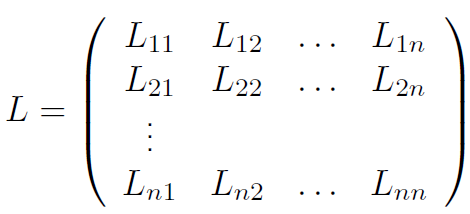 L = ( L11 L12 … L1n
L21 L22 … L2n
⋮
Ln1 Ln2 … Lnn )